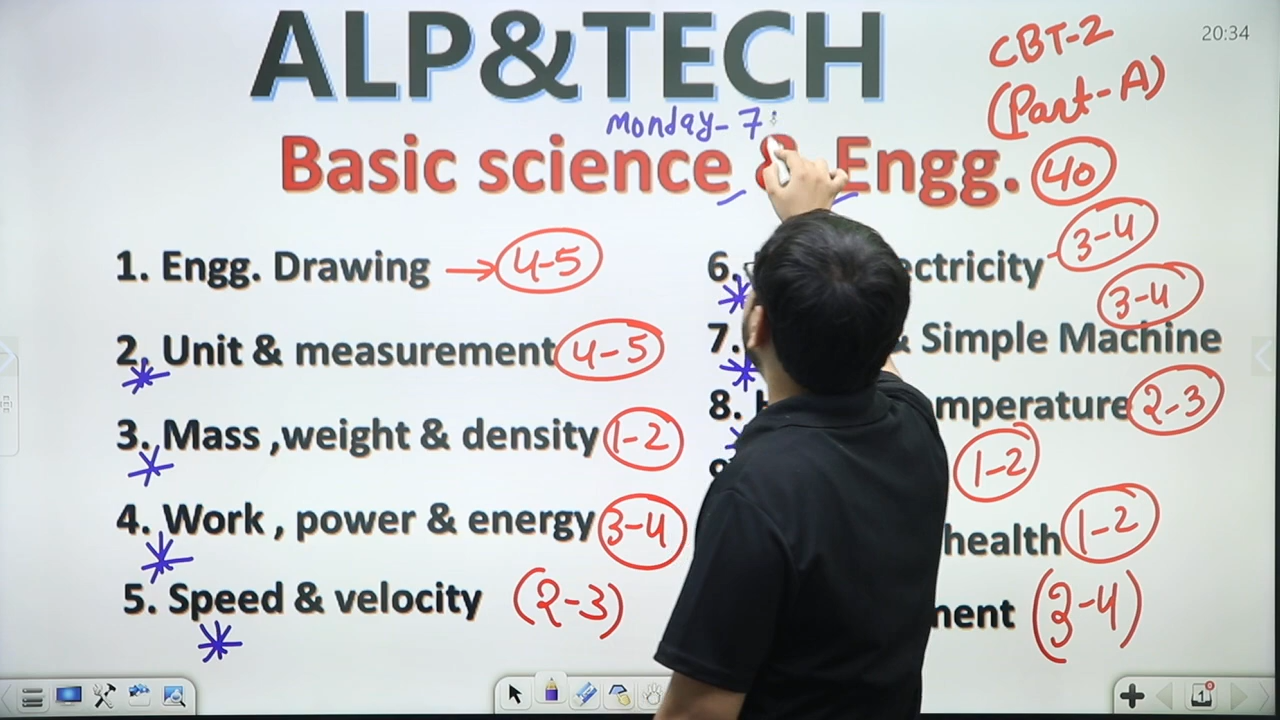 ALP&TECH
CBT-2
(Part-A)
20:34
Monday- 7:
Basic science & Engg. 40
1. Engg. Drawing → 4-5
2. Unit & measurement 4-5
3. Mass ,weight & density 1-2
4. Work , power & energy 3-4
5. Speed & velocity (2-3)
6. 3-4
7. & Simple Machine 3-4
8. 2-3
1-2
health 1-2
(3-4)
1